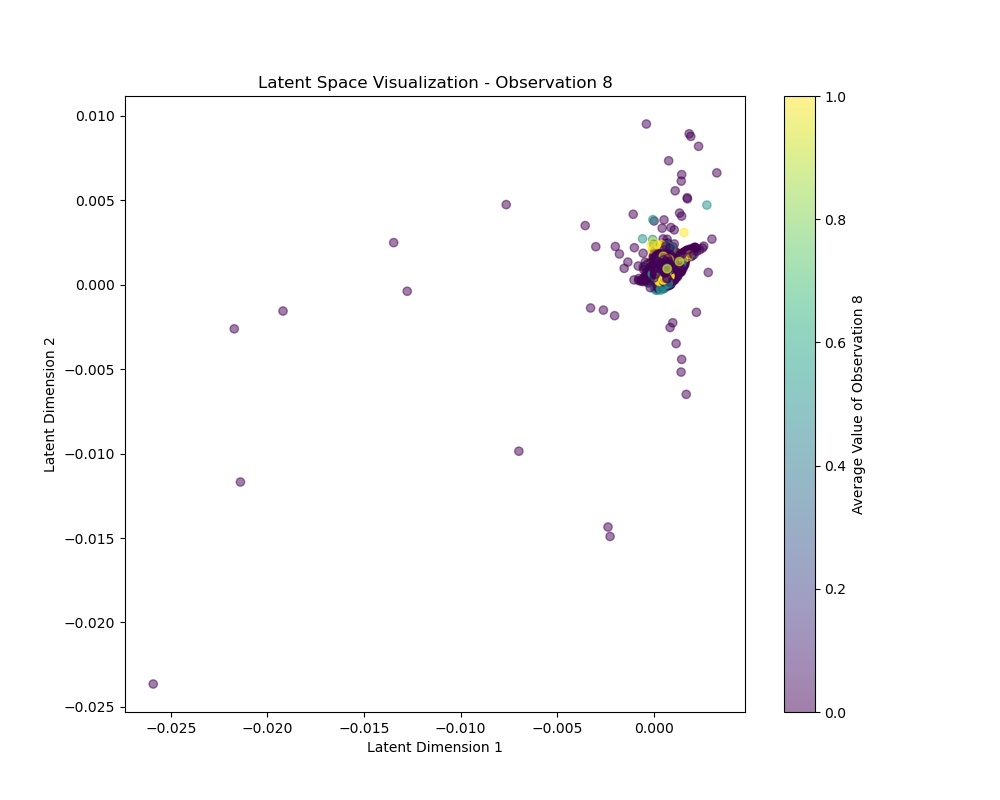 Latent Space Visualization - Observation 8
0.010
0.005
0.000
−0.005
−0.010
−0.015
−0.020
−0.025
Latent Dimension 2
−0.025 −0.020 −0.015 −0.010 −0.005 0.000
Latent Dimension 1
1.0
0.8
0.6
0.4
0.2
0.0
Average Value of Observation 8